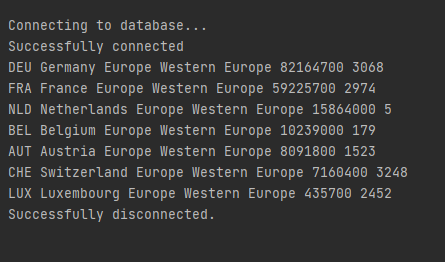 Connecting to database...
Successfully connected
DEU Germany Europe Western Europe 82164700 3068
FRA France Europe Western Europe 59225700 2974
NLD Netherlands Europe Western Europe 15864000 5
BEL Belgium Europe Western Europe 10239000 179
AUT Austria Europe Western Europe 8091800 1523
CHE Switzerland Europe Western Europe 7160400 3248
LUX Luxembourg Europe Western Europe 435700 2452
Successfully disconnected.